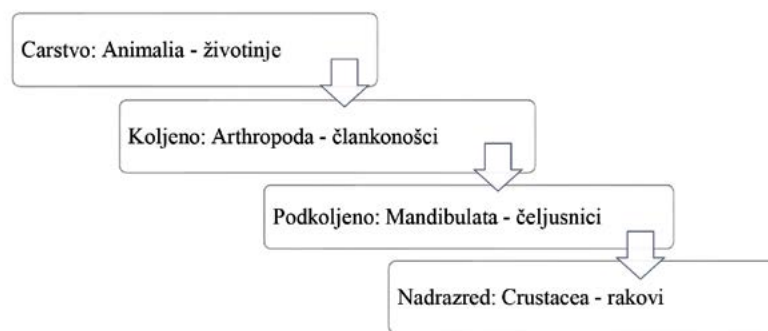 Carstvo: Animalia - životinje
Koljeno: Arthropoda - člankonošci
Podkoljeno: Mandibulata - čeljusnici
Nadrazred: Crustacea - rakovi